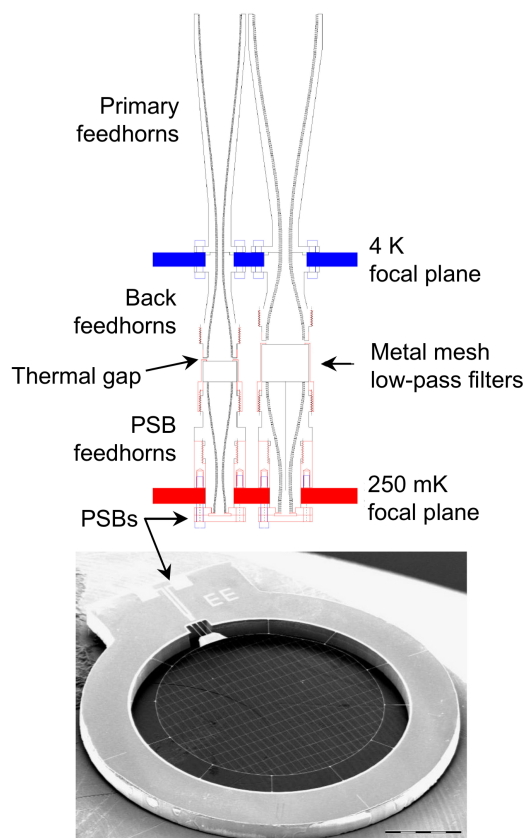 Primary
feedhorns
4 K
focal plane
Back
feedhorns
Thermal gap
Metal mesh
low-pass filters
PSB
feedhorns
250 mK
focal plane
PSBs
EE